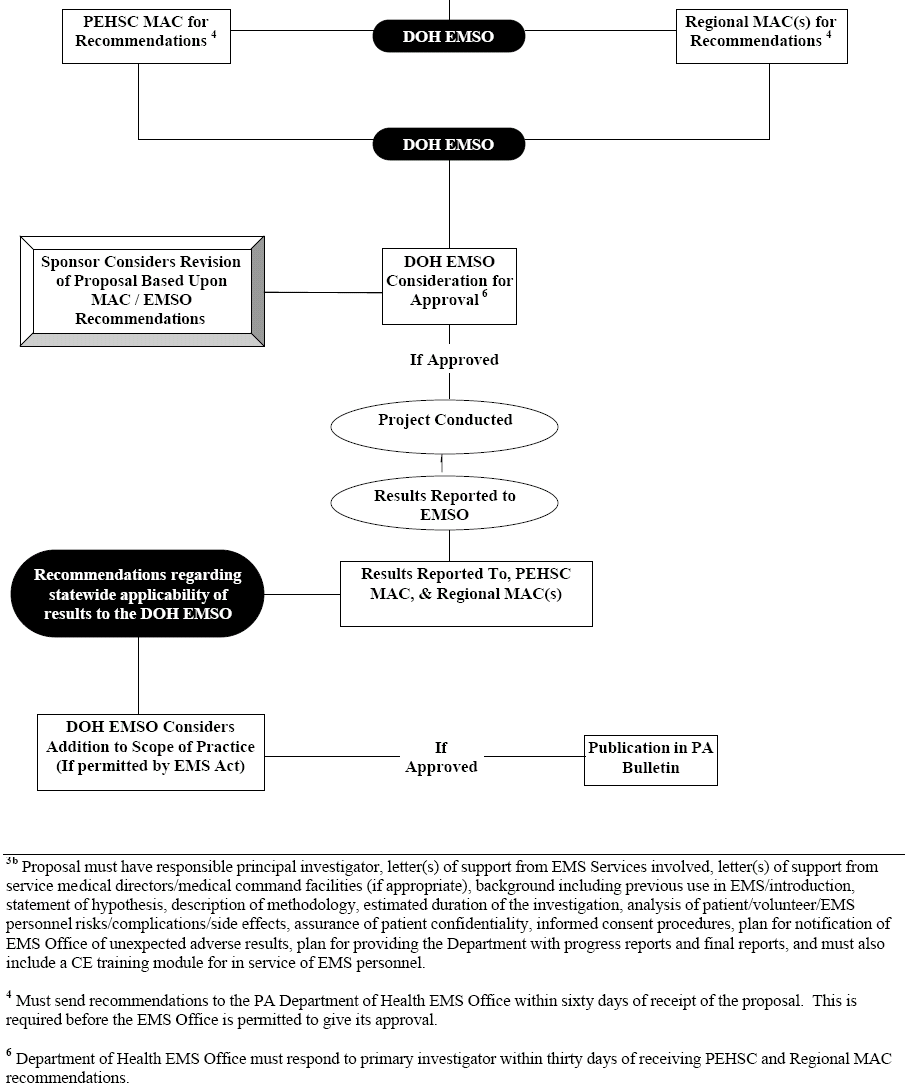 PEHSC MAC for
Recommendations 4
DOH EMSO
Regional MAC(s) for
Recommendations 4
DOH EMSO
Sponsor Considers Revision
of Proposal Based Upon
MAC / EMSO
Recommendations
DOH EMSO
Consideration for
Approval 6
If Approved
Project Conducted
Results Reported to
EMSO
Recommendations regarding
statewide applicability of
results to the DOH EMSO
Results Reported To, PEHSC
MAC, & Regional MAC(s)
DOH EMSO Considers
Addition to Scope of Practice
(If permitted by EMS Act)
If
Approved
Publication in PA
Bulletin
3b Proposal must have responsible principal investigator, letter(s) of support from EMS Services involved, letter(s) of support from
service medical directors/medical command facilities (if appropriate), background including previous use in EMS/introduction,
statement of hypothesis, description of methodology, estimated duration of the investigation, analysis of patient/volunteer/EMS
personnel risks/complications/side effects, assurance of patient confidentiality, informed consent procedures, plan for notification of
EMS Office of unexpected adverse results, plan for providing the Department with progress reports and final reports, and must also
include a CE training module for in service of EMS personnel.
4 Must send recommendations to the PA Department of Health EMS Office within sixty days of receipt of the proposal.  This is
required before the EMS Office is permitted to give its approval.
6 Department of Health EMS Office must respond to primary investigator within thirty days of receiving PEHSC and Regional MAC
recommendations.